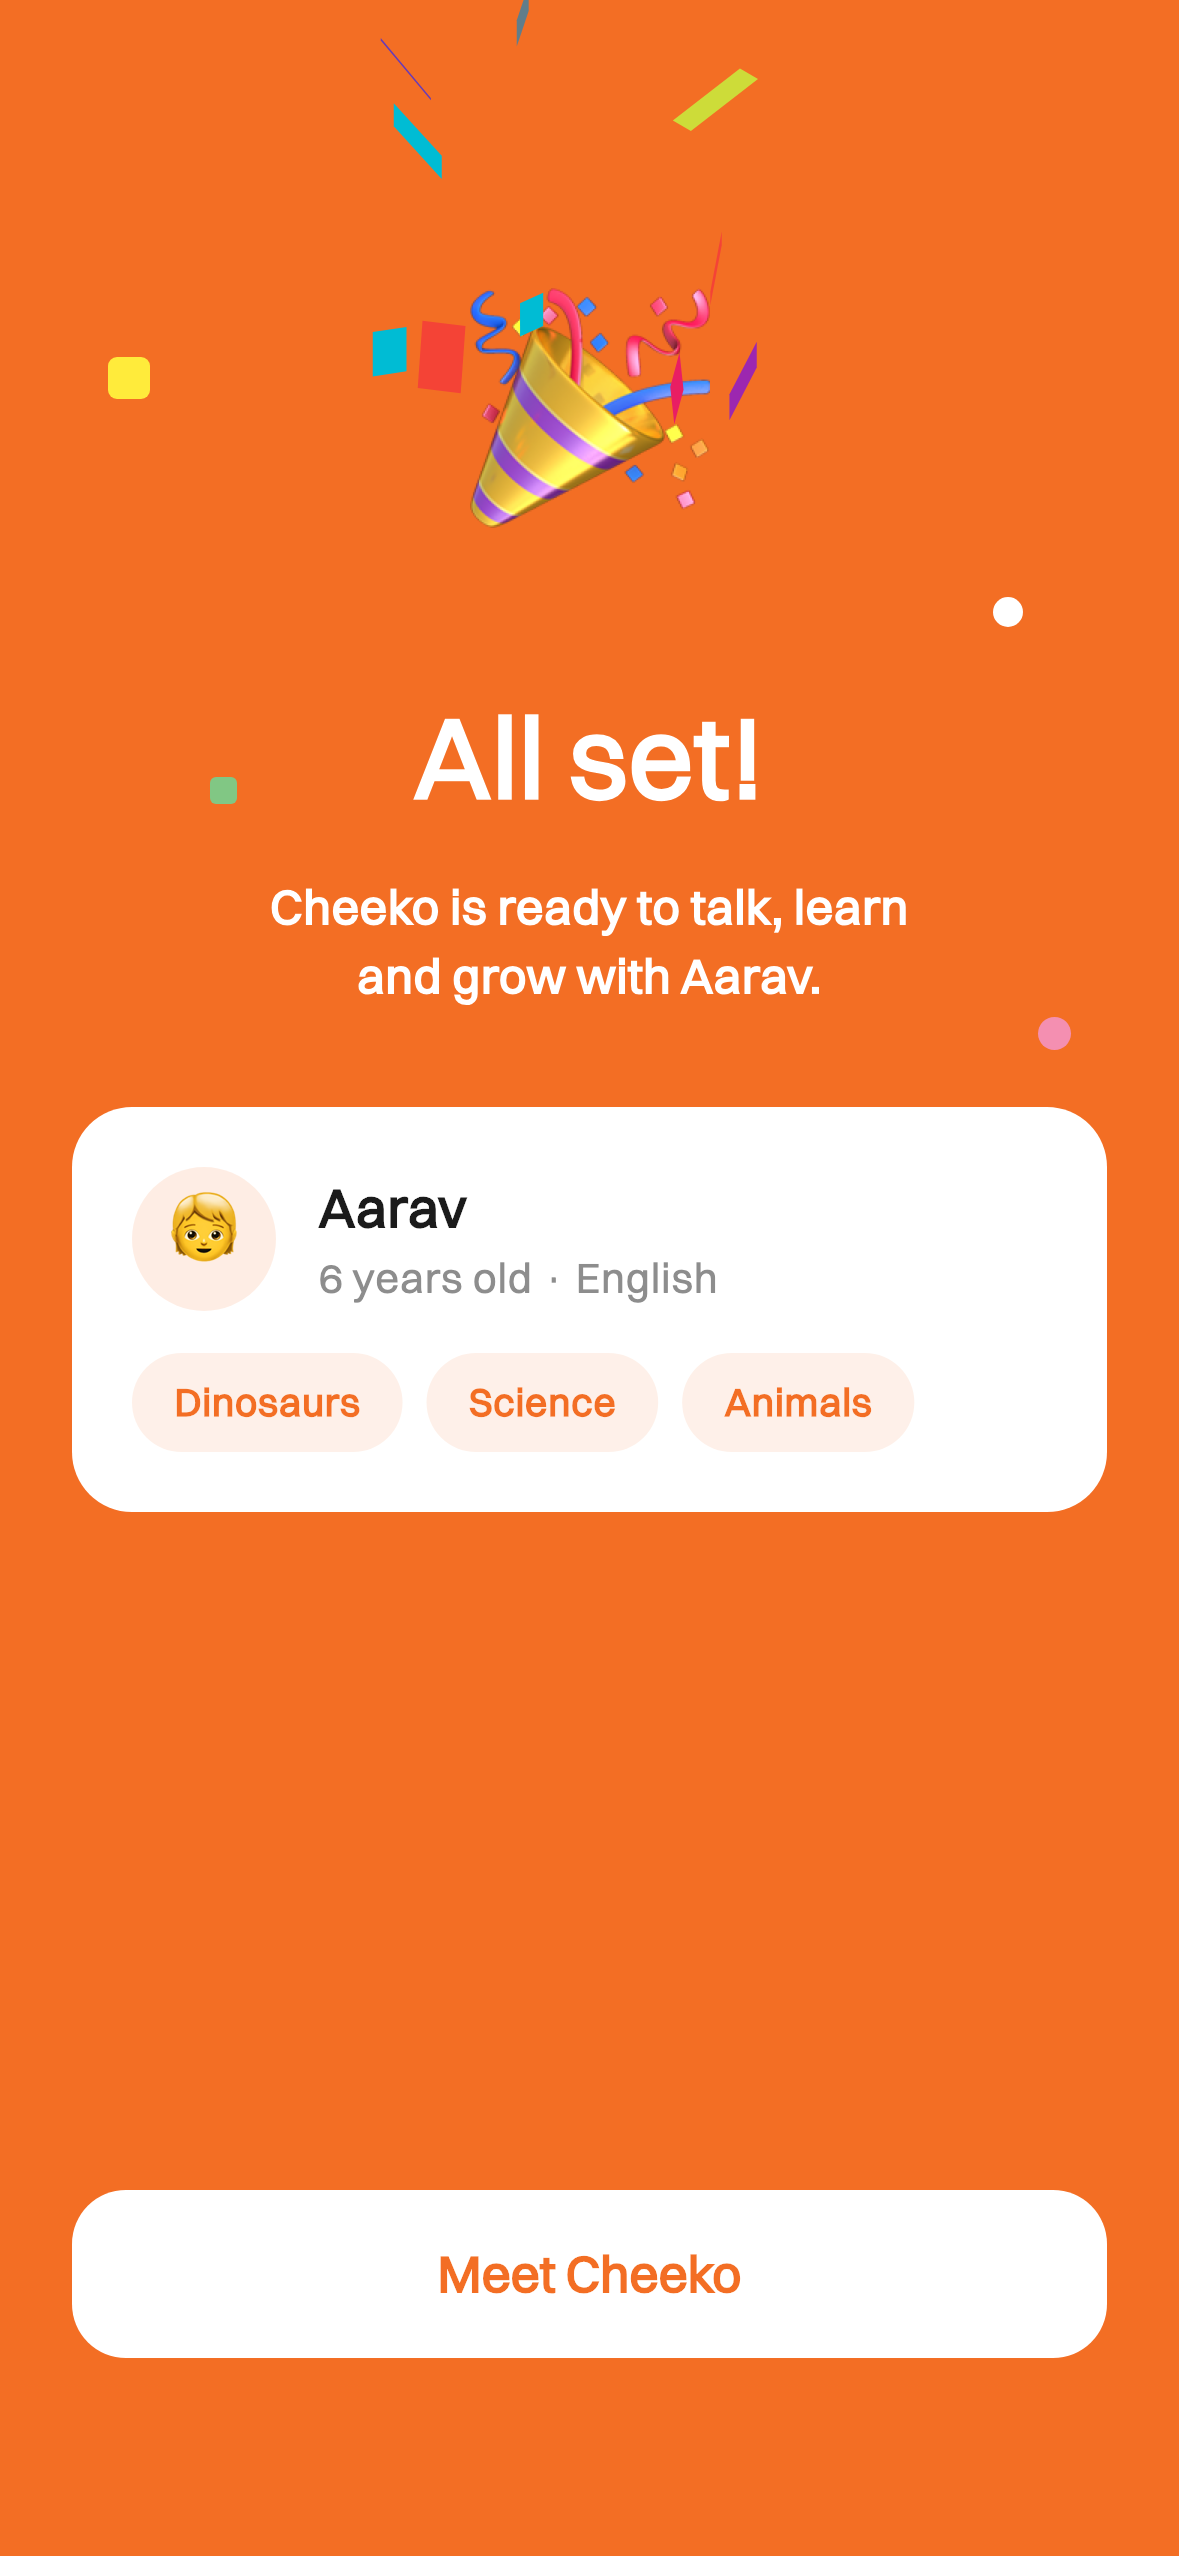 All set!
Cheeko is ready to talk, learn
and grow with Aarav.
Aarav
6 years old · English
Dinosaurs
Science
Animals
Meet Cheeko